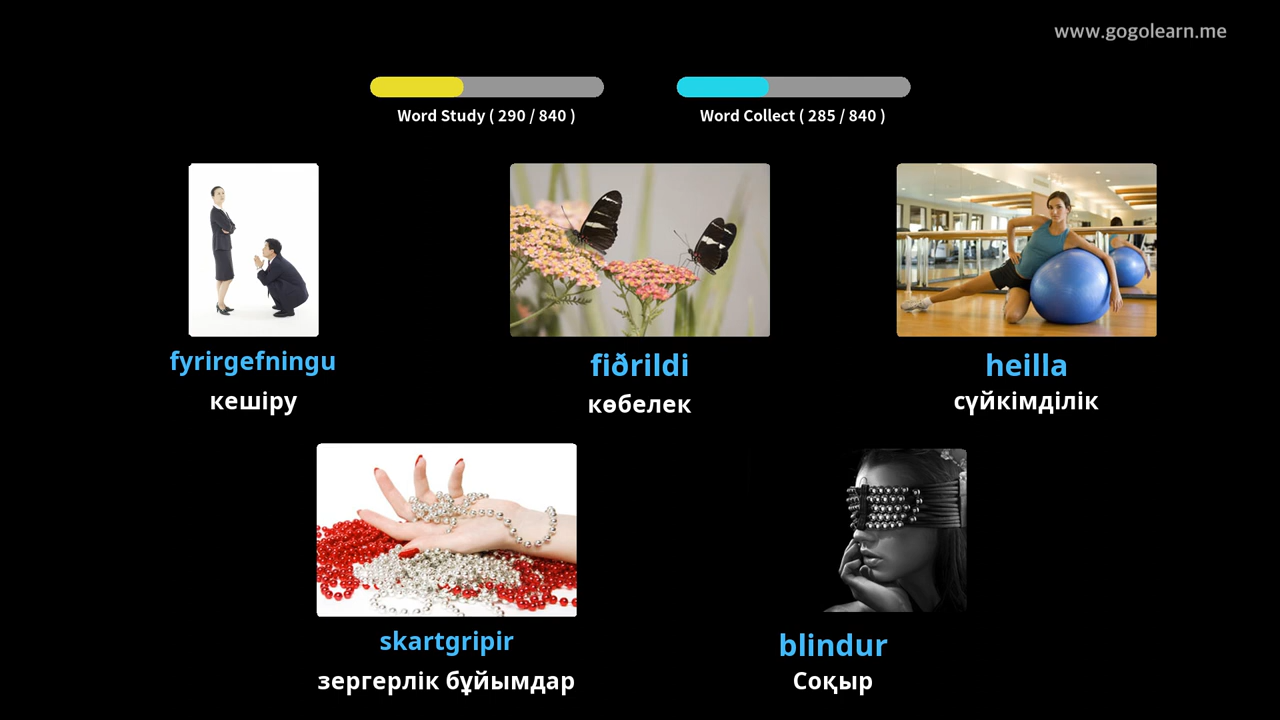 www.gogolearn.me
Word Study ( 290 / 840 )
Word Collect ( 285 / 840 )
fyrirgefningu
кешіру
fiðrildi
көбелек
heilla
сүйкімділік
skartgripir
зергерлік бұйымдар
blindur
Соқыр